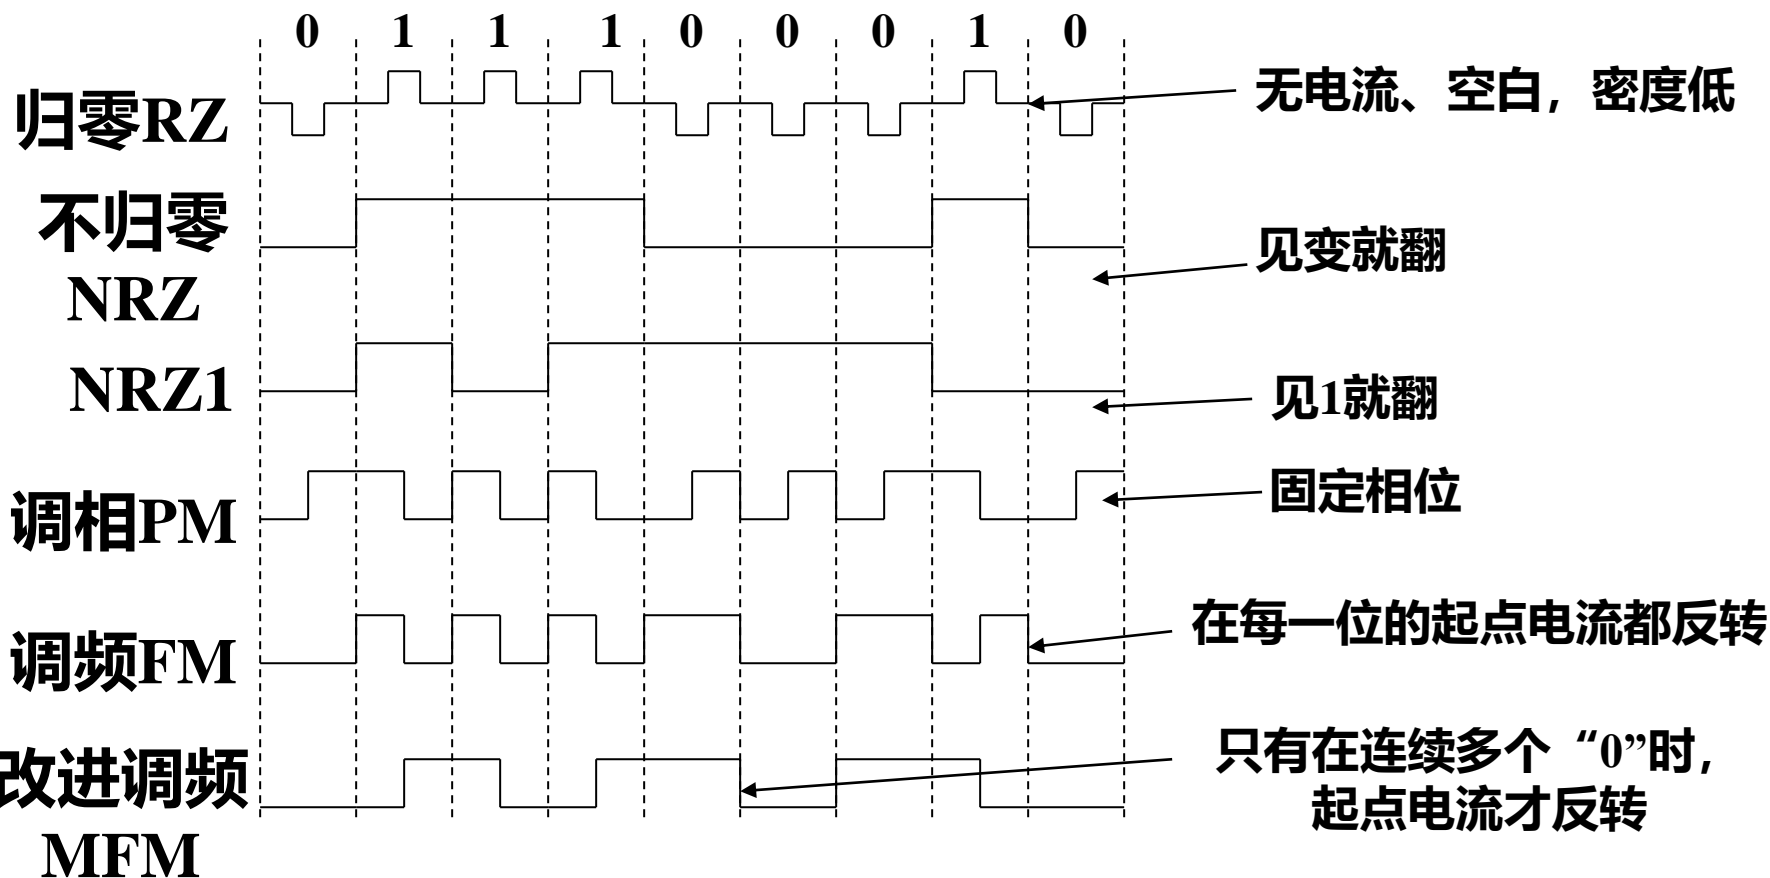 0 1 1 1 0 0 0 1 0
归零RZ
无电流、空白，密度低
不归零
NRZ
见变就翻
NRZ1
见1就翻
调相PM
固定相位
调频FM
在每一位的起点电流都反转
改进调频
MFM
只有在连续多个“0”时，
起点电流才反转